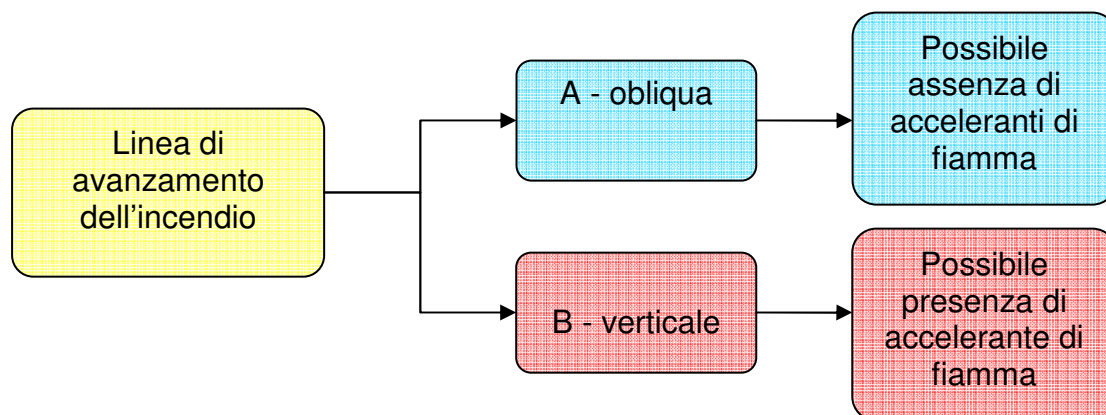 Linea di
avanzamento
dell'incendio
A - obliqua
Possibile
assenza di
acceleranti di
fiamma
B - verticale
Possibile
presenza di
accelerante di
fiamma